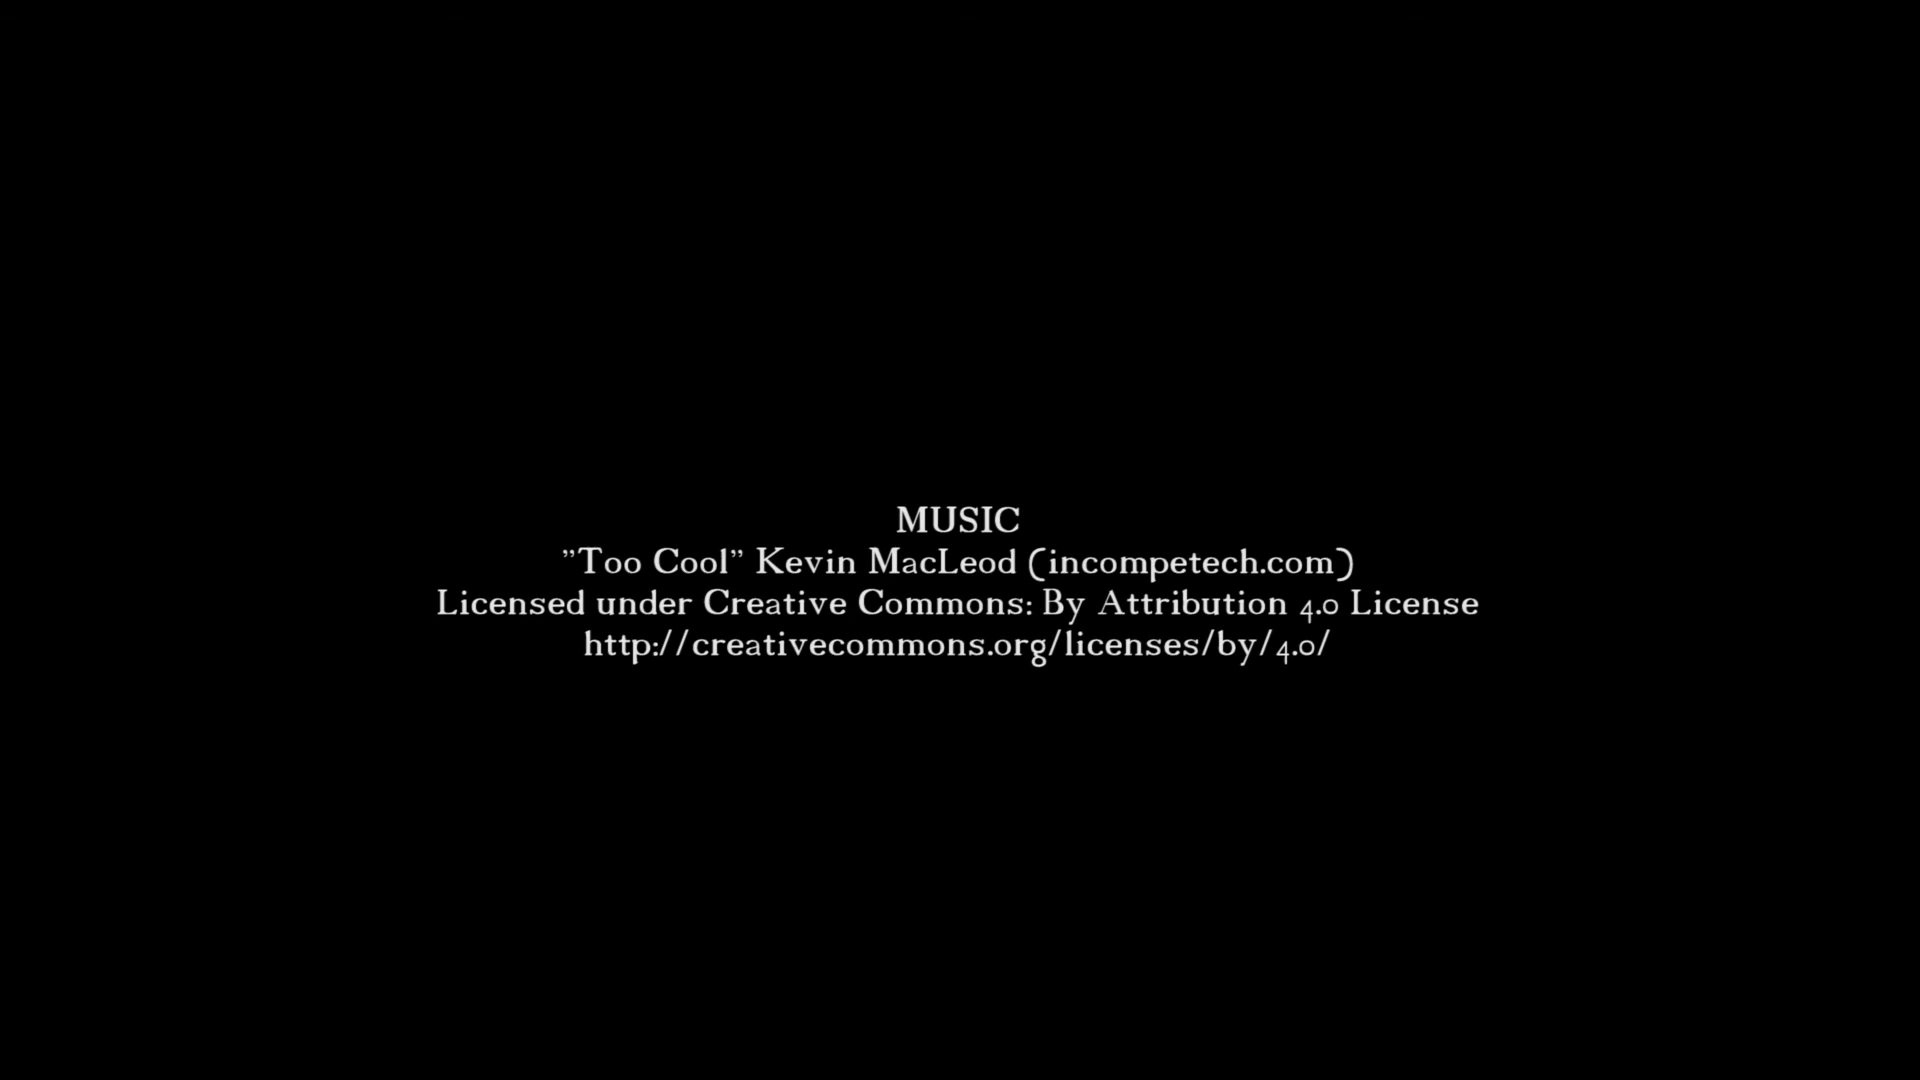 MUSIC
"Too Cool" Kevin MacLeod (incompetech.com)
Licensed under Creative Commons: By Attribution 4.0 License
http://creativecommons.org/licenses/by/4.0/